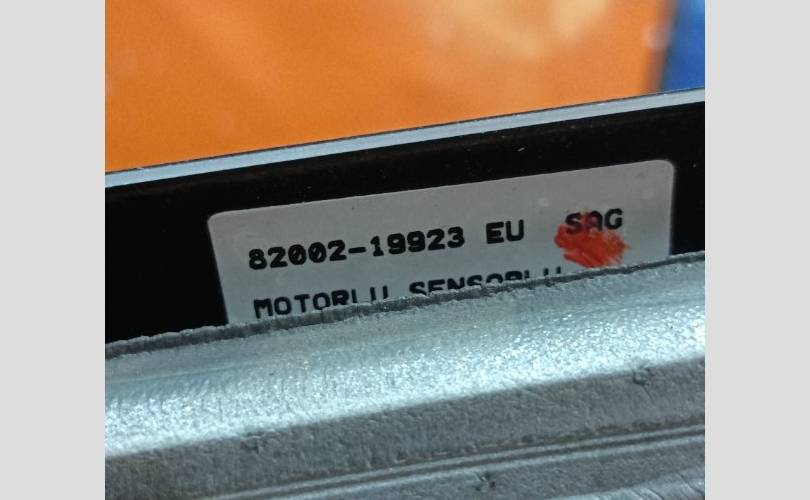 82002-19923 EU SAG
MOTORLU SENSORLU